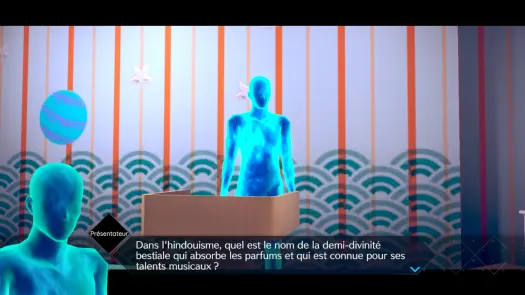 Présentateur
Dans l'hindouisme, quel est le nom de la demi-divinité
bestiale qui absorbe les parfums et qui est connue pour ses
talents musicaux ?